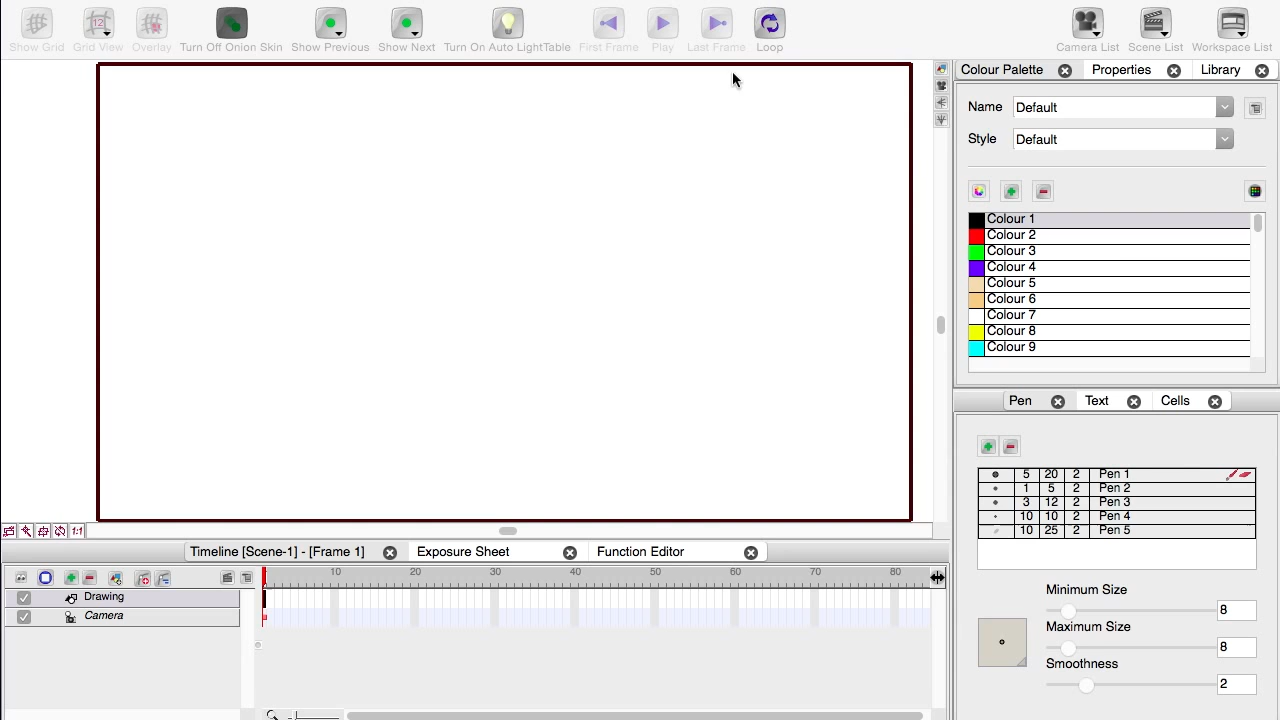 Show Grid Grid View Overlay Turn Off Onion Skin Show Previous Show Next Turn On Auto LightTable First Frame Play Last Frame Loop Camera List Scene List Workspace List
12
Colour Palette Properties Library
Name Default
Style Default
Colour 1
Colour 2
Colour 3
Colour 4
Colour 5
Colour 6
Colour 7
Colour 8
Colour 9
Pen Text Cells
5 20 2 Pen 1
1 5 2 Pen 2
3 12 2 Pen 3
10 10 2 Pen 4
10 25 2 Pen 5
Minimum Size
8
Maximum Size
8
Smoothness
2
1:1
Timeline [Scene-1] - [Frame 1] Exposure Sheet Function Editor
10 20 30 40 50 60 70 80
Drawing
Camera